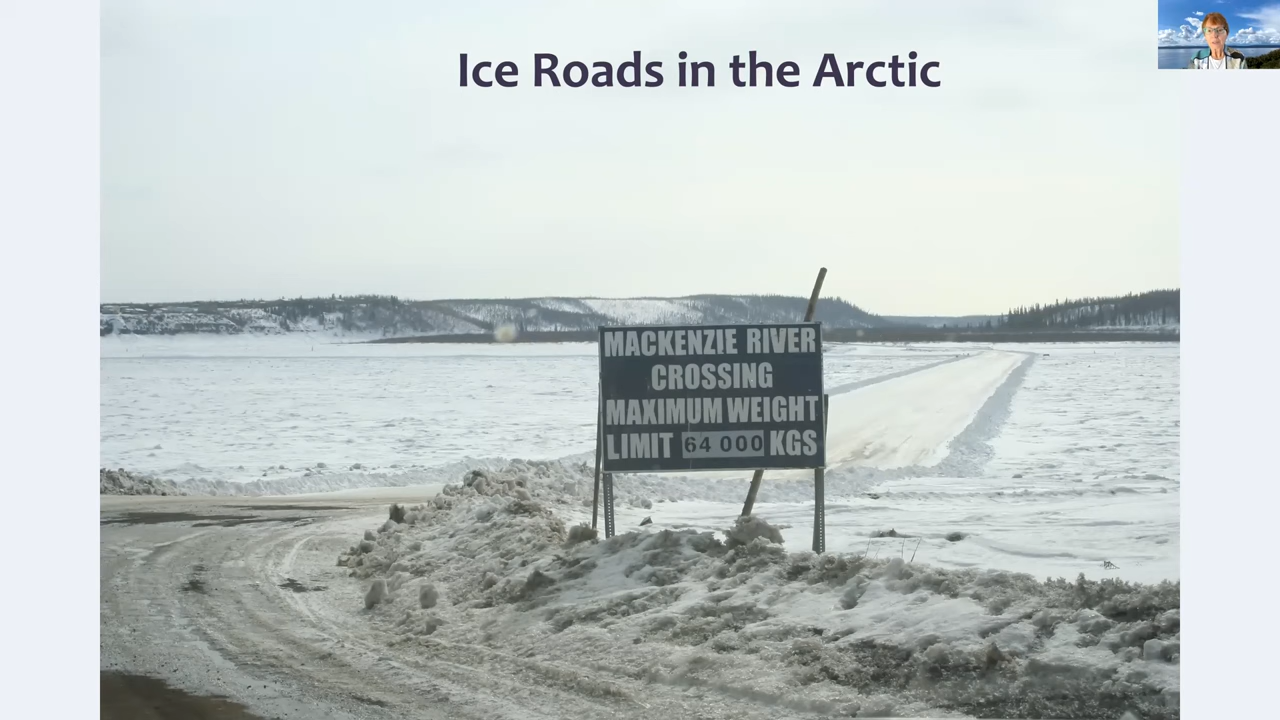 Ice Roads in the Arctic
MACKENZIE RIVER
CROSSING
MAXIMUM WEIGHT
LIMIT 64 000 KGS